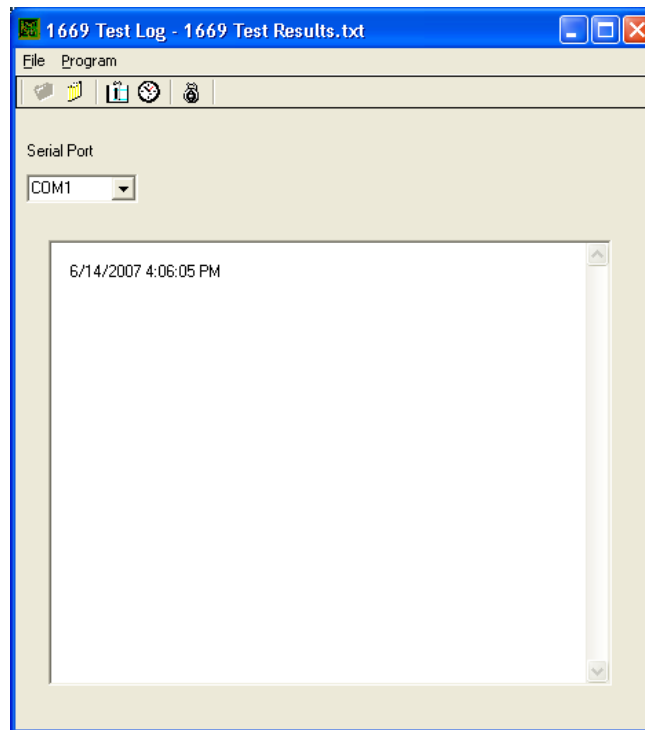 1669 Test Log - 1669 Test Results.txt
File Program
Serial Port
COM1
6/14/2007 4:06:05 PM